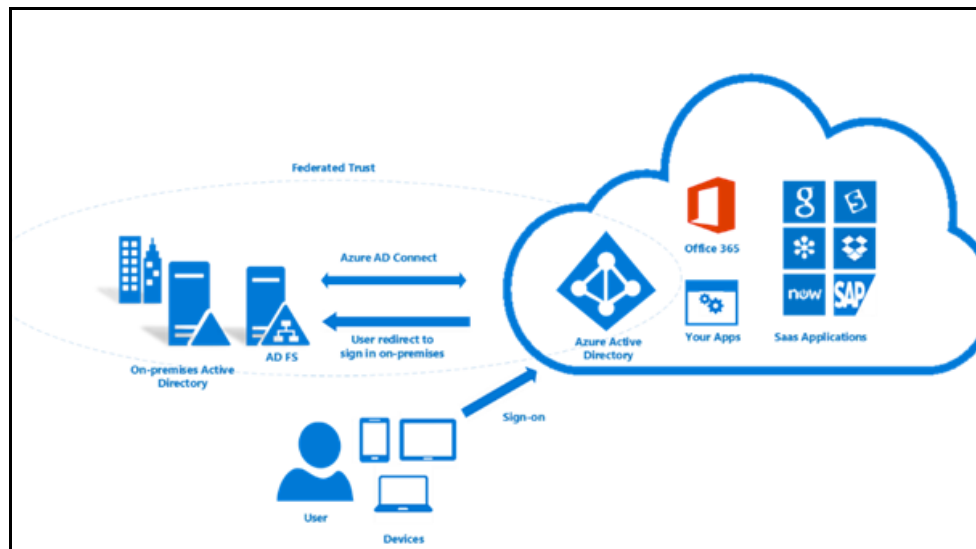 Federated Trust
Azure AD Connect
User redirect to
sign in on-premises
AD FS
On-premises Active
Directory
Azure Active
Directory
Office 365
Your Apps
g
now
SAP
Saas Applications
Sign-on
User
Devices